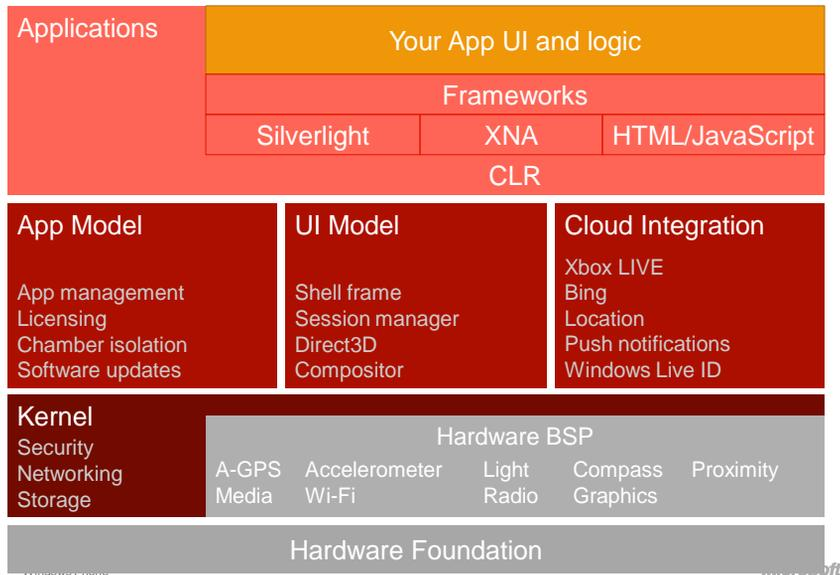 Applications
Your App UI and logic
Frameworks
Silverlight XNA HTML/JavaScript
CLR
App Model
App management
Licensing
Chamber isolation
Software updates
UI Model
Shell frame
Session manager
Direct3D
Compositor
Cloud Integration
Xbox LIVE
Bing
Location
Push notifications
Windows Live ID
Kernel
Security
Networking
Storage
Hardware BSP
A-GPS Accelerometer Light Compass Proximity
Media Wi-Fi Radio Graphics
Hardware Foundation